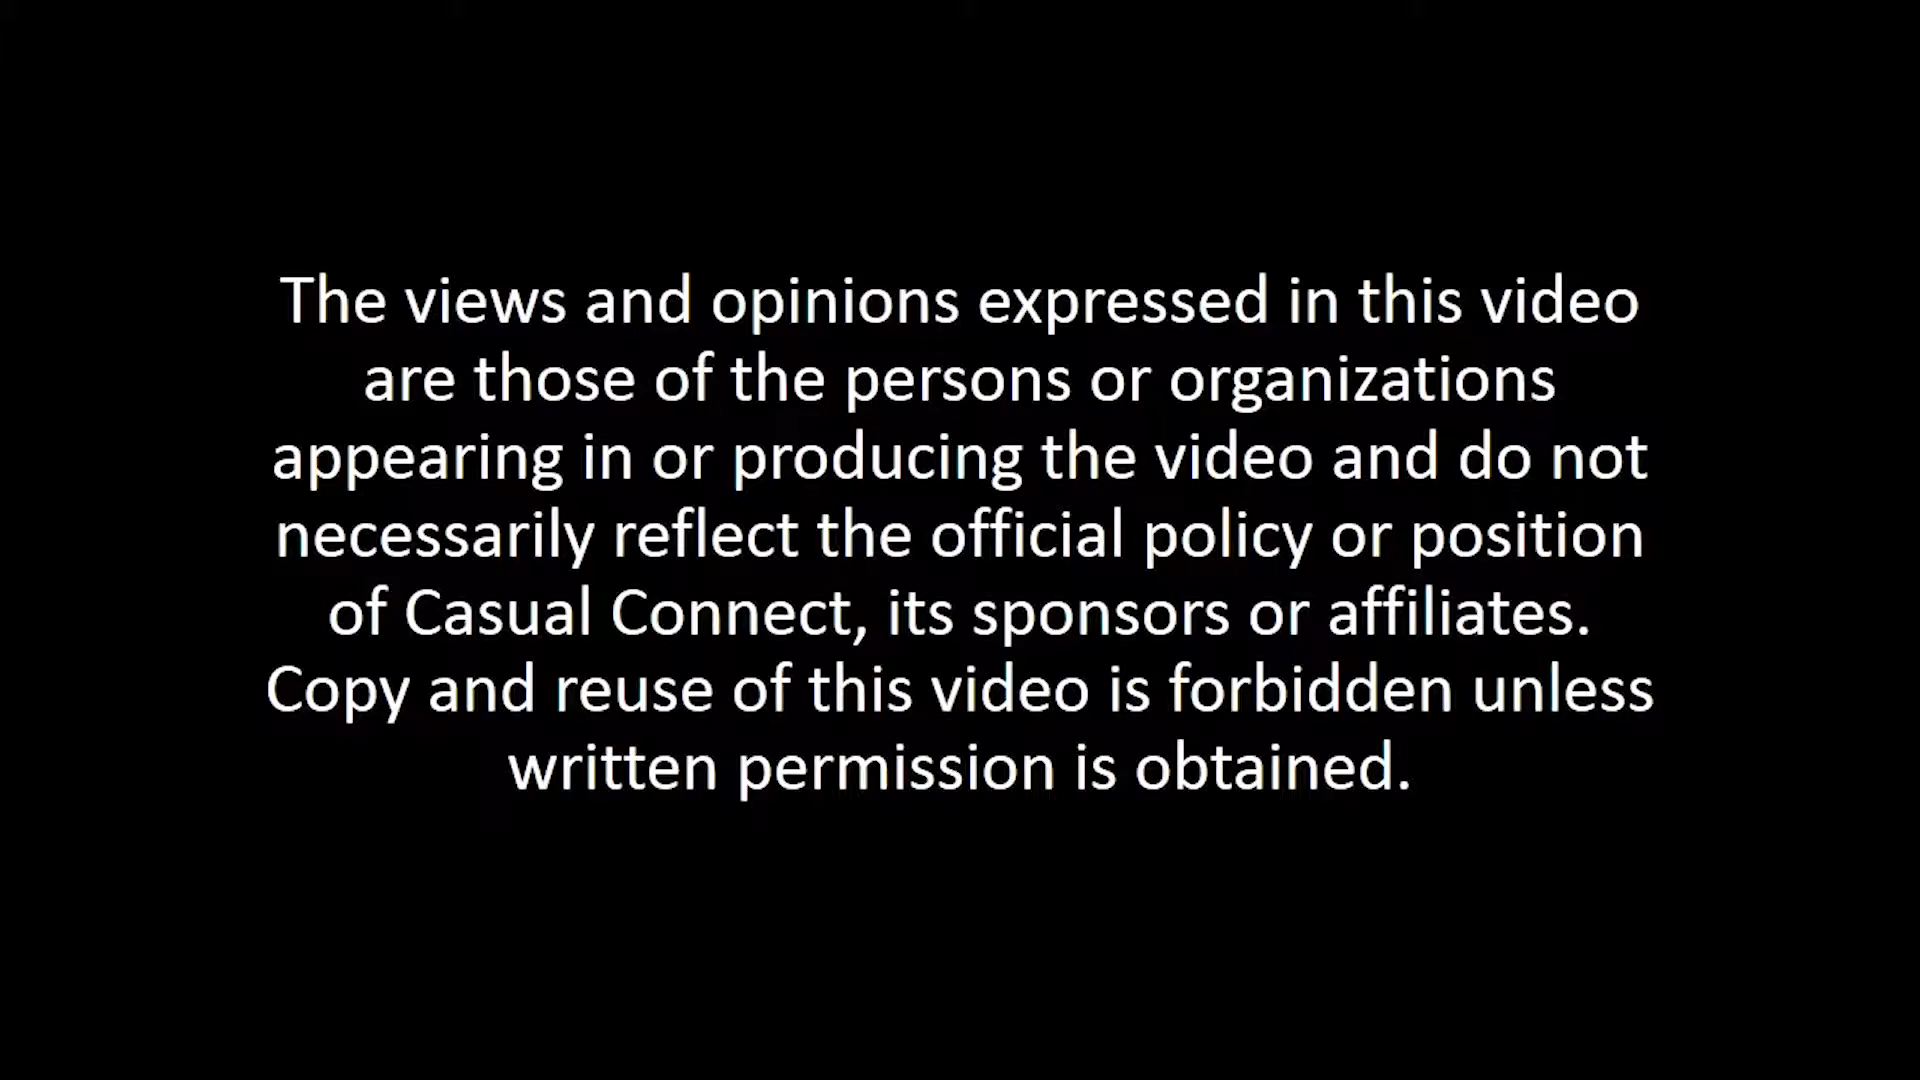 The views and opinions expressed in this video
are those of the persons or organizations
appearing in or producing the video and do not
necessarily reflect the official policy or position
of Casual Connect, its sponsors or affiliates.
Copy and reuse of this video is forbidden unless
written permission is obtained.